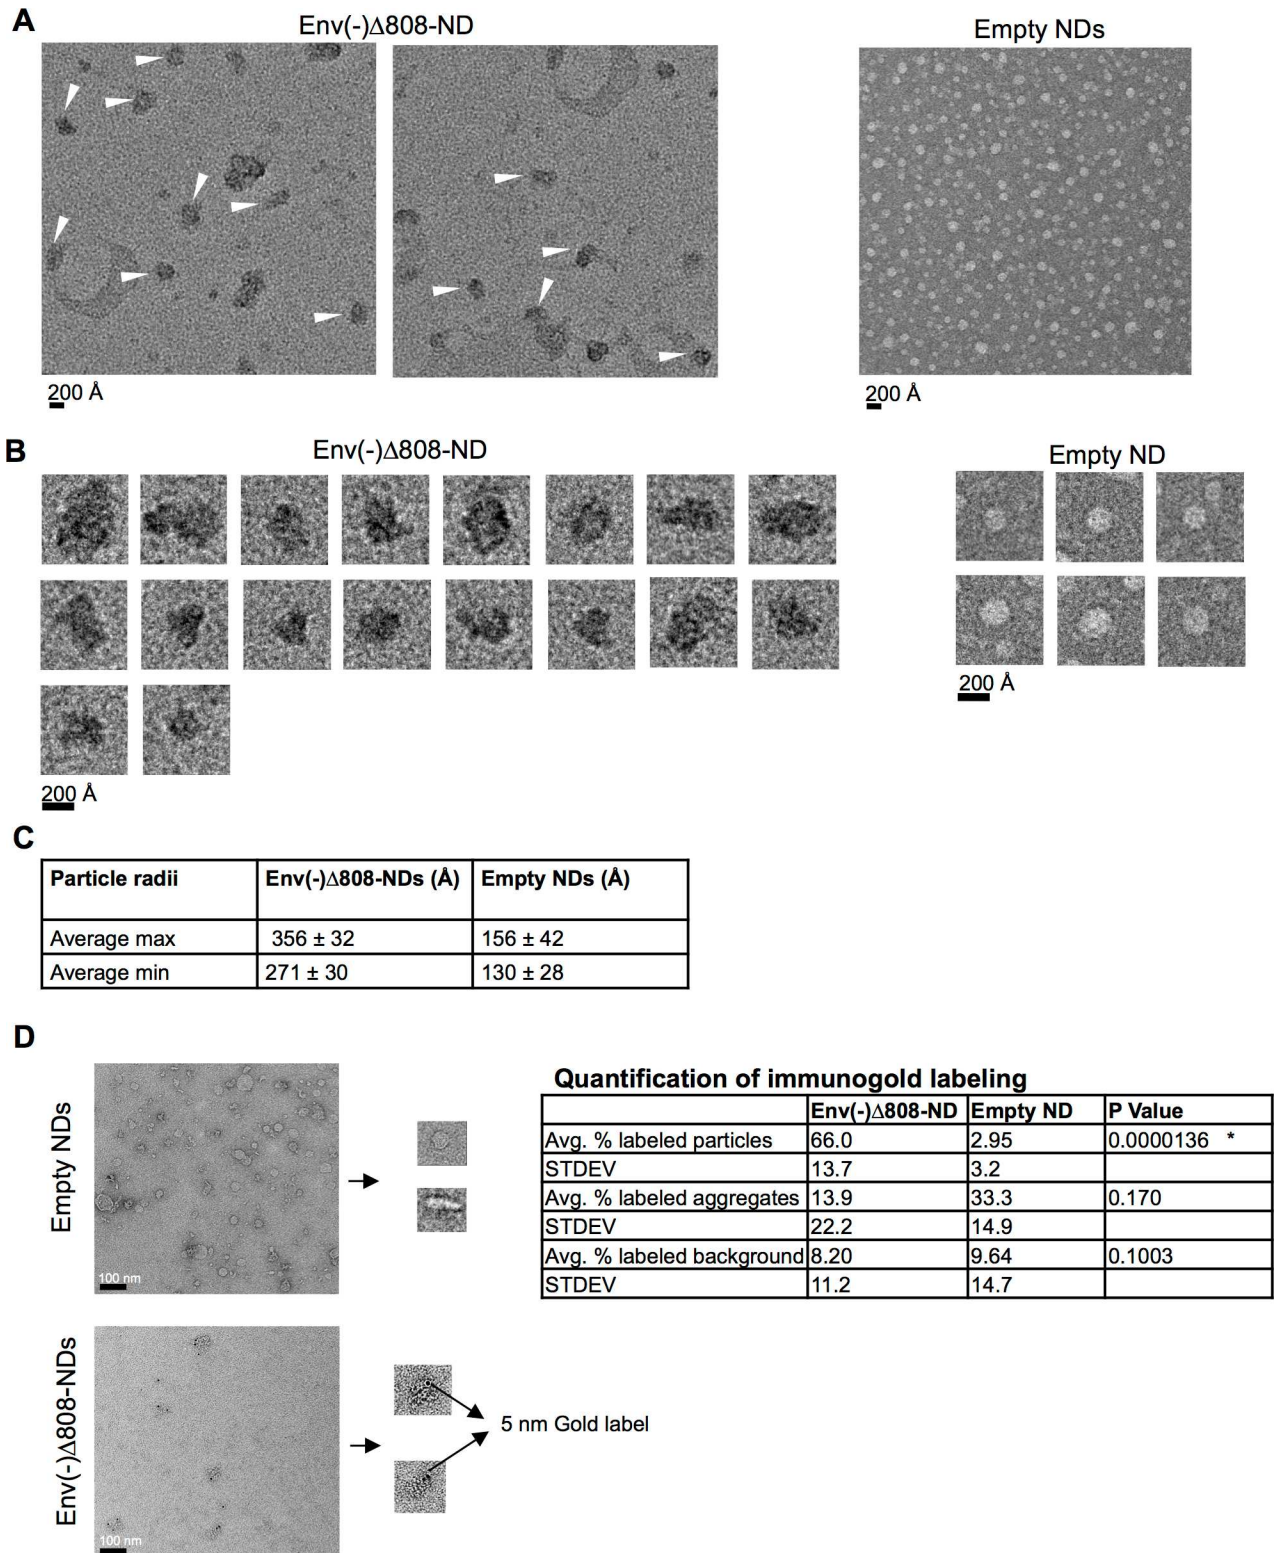 A
Env(-)Δ808-ND
Empty NDs
200 Å
200 Å
B
Env(-)Δ808-ND
Empty ND
200 Å
200 Å
C
Particle radii Env(-)Δ808-NDs (Å) Empty NDs (Å)
Average max 356 ± 32 156 ± 42
Average min 271 ± 30 130 ± 28
D
Empty NDs
100 nm
Quantification of immunogold labeling
Env(-)Δ808-ND Empty ND P Value
Avg. % labeled particles 66.0 2.95 0.0000136 *
STDEV 13.7 3.2
Avg. % labeled aggregates 13.9 33.3 0.170
STDEV 22.2 14.9
Avg. % labeled background 8.20 9.64 0.1003
STDEV 11.2 14.7
Env(-)Δ808-NDs
100 nm
5 nm Gold label